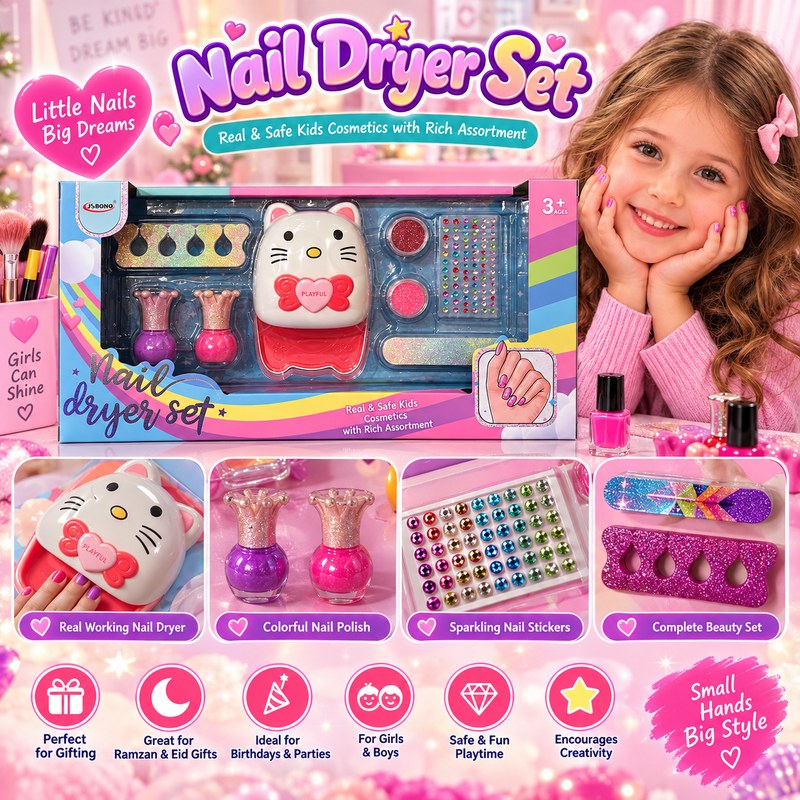 BE KIND
DREAM BIG
Little Nails
Big Dreams
Nail Dryer Set
Real & Safe Kids Cosmetics with Rich Assortment
JSBONO
3+
AGES
PLAYFUL
Nail
dryer set
Real & Safe Kids
Cosmetics
with Rich Assortment
Girls
Can
Shine
PLAYFUL
Real Working Nail Dryer
Colorful Nail Polish
Sparkling Nail Stickers
Complete Beauty Set
Perfect
for Gifting
Great for
Ramzan & Eid Gifts
Ideal for
Birthdays & Parties
For Girls
& Boys
Safe & Fun
Playtime
Encourages
Creativity
Small
Hands
Big Style